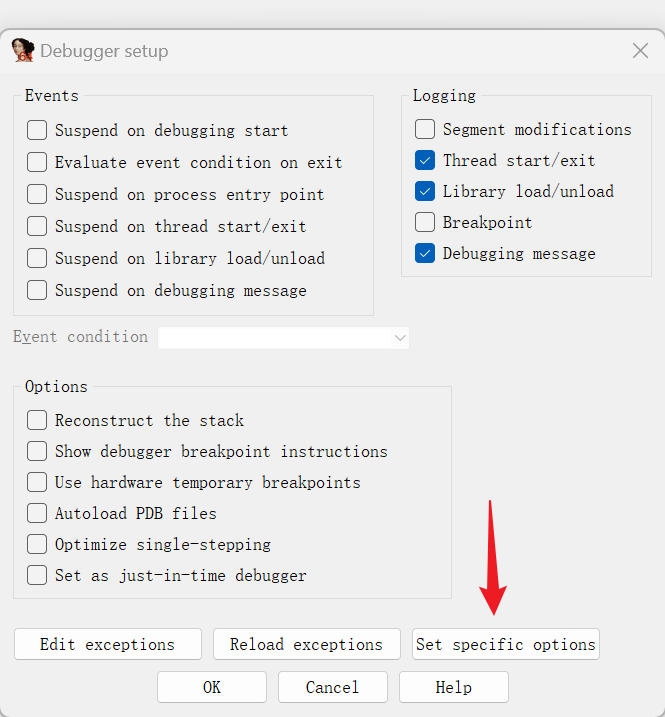 Debugger setup
Events
Suspend on debugging start
Evaluate event condition on exit
Suspend on process entry point
Suspend on thread start/exit
Suspend on library load/unload
Suspend on debugging message
Logging
Segment modifications
Thread start/exit
Library load/unload
Breakpoint
Debugging message
Event condition
Options
Reconstruct the stack
Show debugger breakpoint instructions
Use hardware temporary breakpoints
Autoload PDB files
Optimize single-stepping
Set as just-in-time debugger
Edit exceptions
Reload exceptions
Set specific options
OK
Cancel
Help